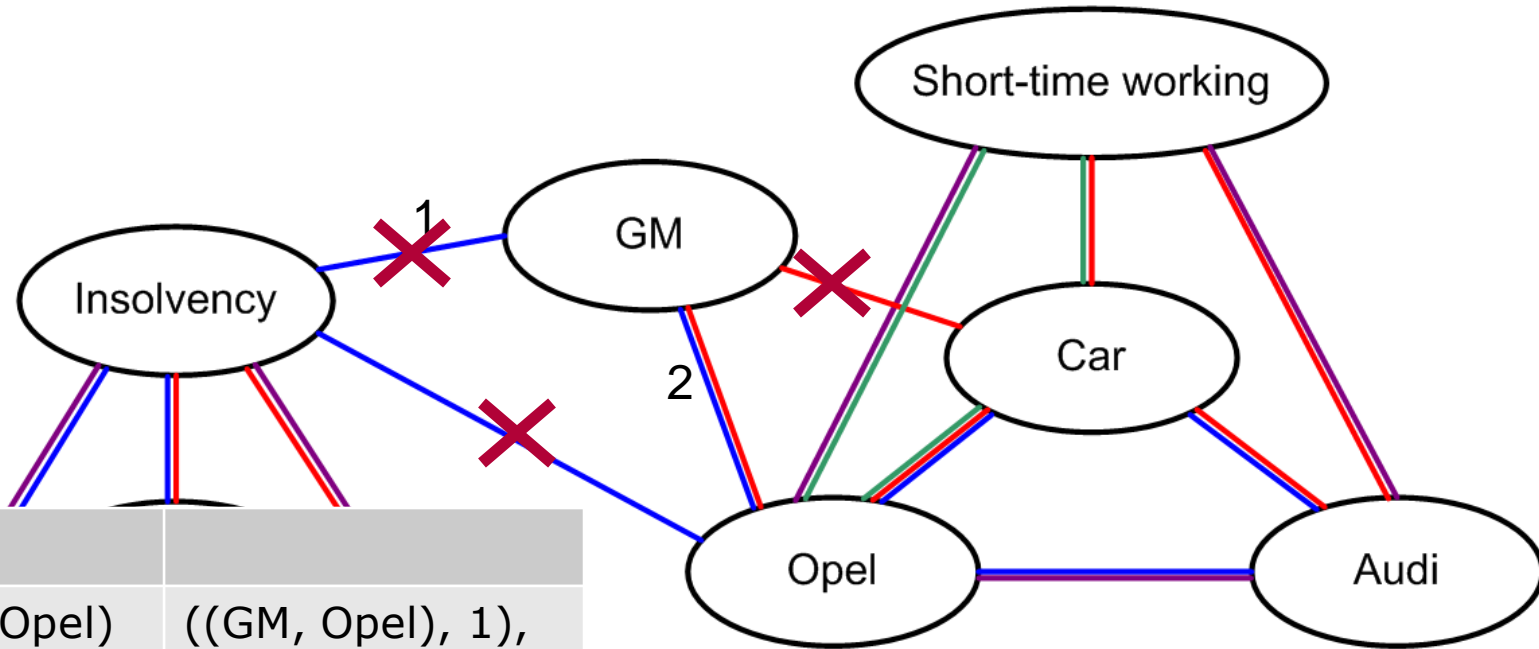 Short-time working
1
GM
Insolvency
Car
2
Opel
Audi
Opel)
((GM, Opel), 1),